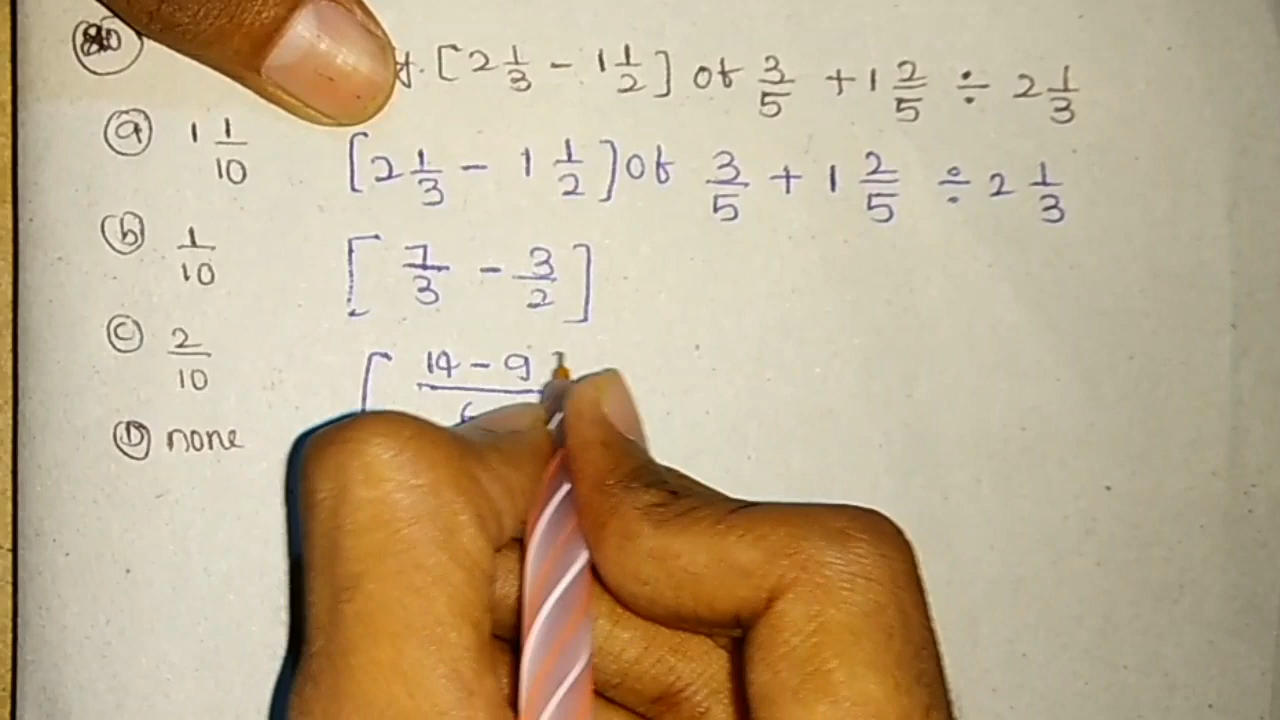 80 [2 1/3 - 1 1/2] of 3/5 + 1 2/5 ÷ 2 1/3
(a) 1 1/10
[2 1/3 - 1 1/2] of 3/5 + 1 2/5 ÷ 2 1/3
(b) 1/10
[7/3 - 3/2]
(c) 2/10
[14 - 9
(D) none